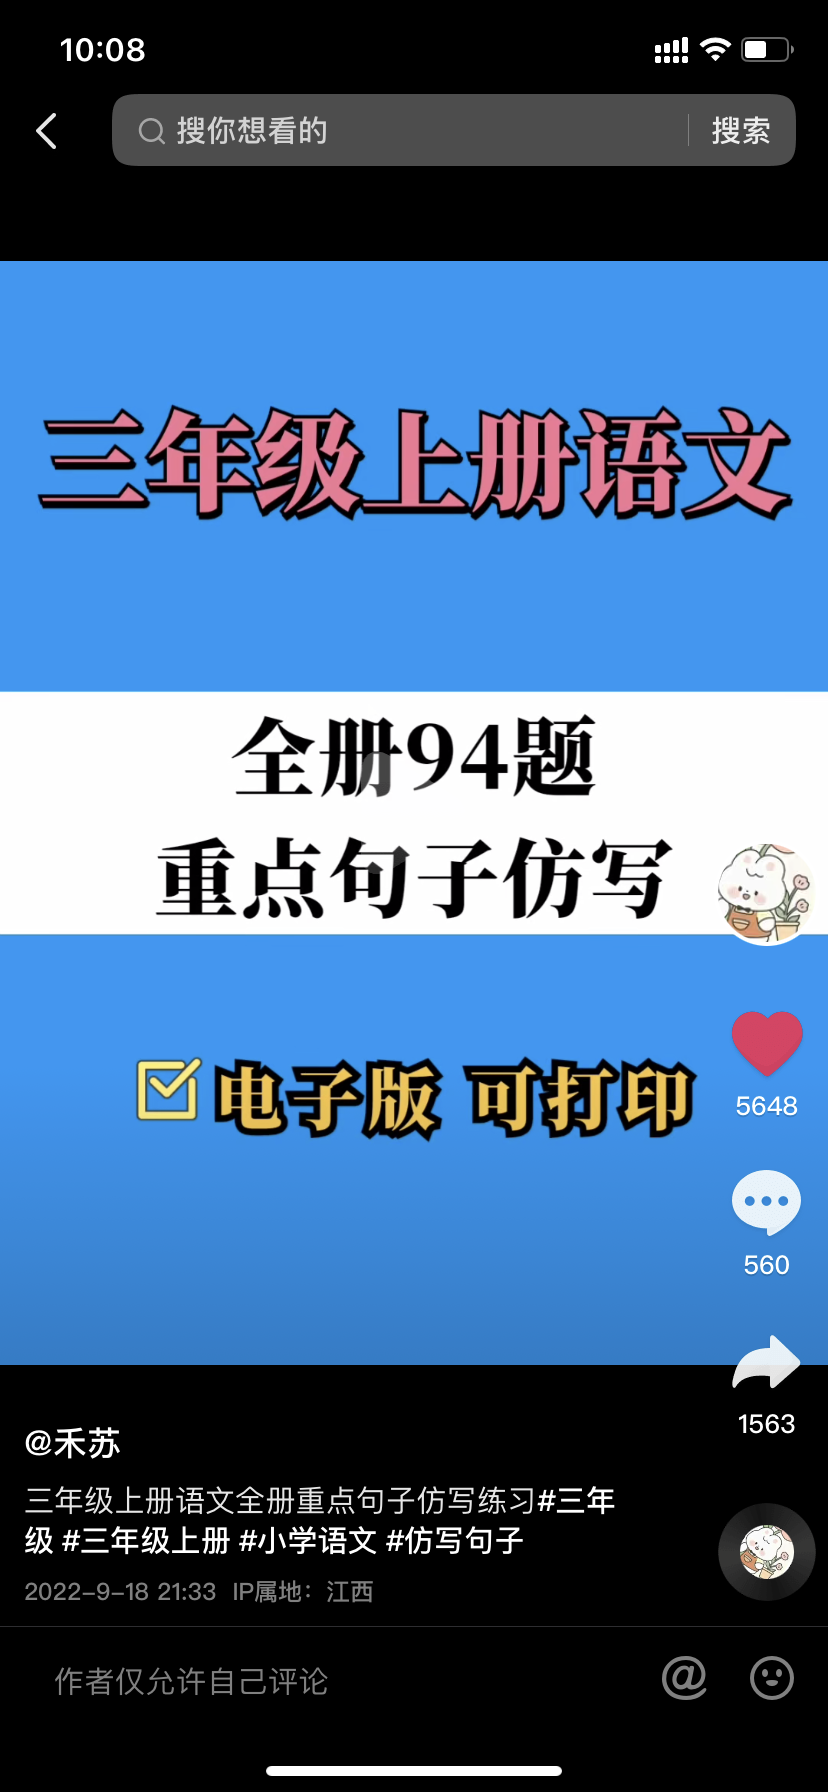 10:08
搜你想看的
搜索
三年级上册语文
全册94题
重点句子仿写
电子版 可打印
5648
560
1563
@禾苏
三年级上册语文全册重点句子仿写练习#三年
级 #三年级上册 #小学语文 #仿写句子
2022-9-18 21:33 IP属地：江西
作者仅允许自己评论